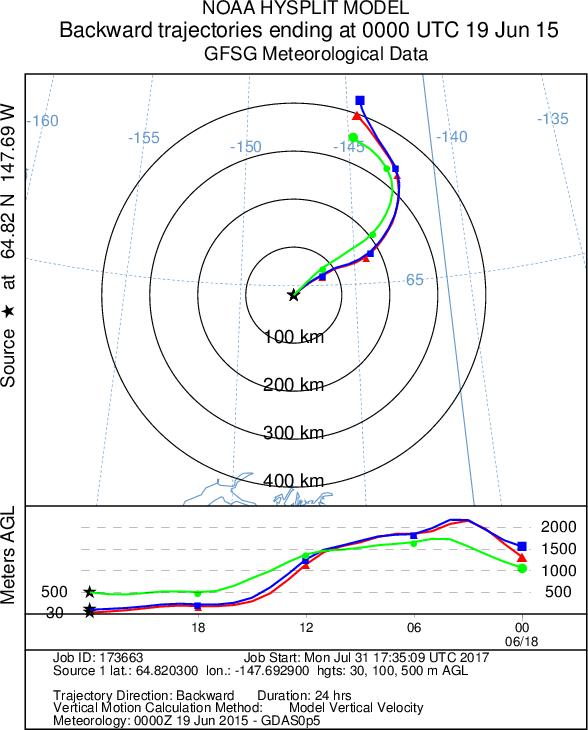 NOAA HYSPLIT MODEL
Backward trajectories ending at 0000 UTC 19 Jun 15
GFSG Meteorological Data
Source ★ at 64.82 N 147.69 W
-160
-155
-150
-145
-140
-135
65
100 km
200 km
300 km
400 km
Meters AGL
2000
1500
1000
500
500
30
18
12
06
00
06/18
Job ID: 173663 Job Start: Mon Jul 31 17:35:09 UTC 2017
Source 1 lat.: 64.820300 lon.: -147.692900 hgts: 30, 100, 500 m AGL
Trajectory Direction: Backward Duration: 24 hrs
Vertical Motion Calculation Method: Model Vertical Velocity
Meteorology: 0000Z 19 Jun 2015 - GDAS0p5